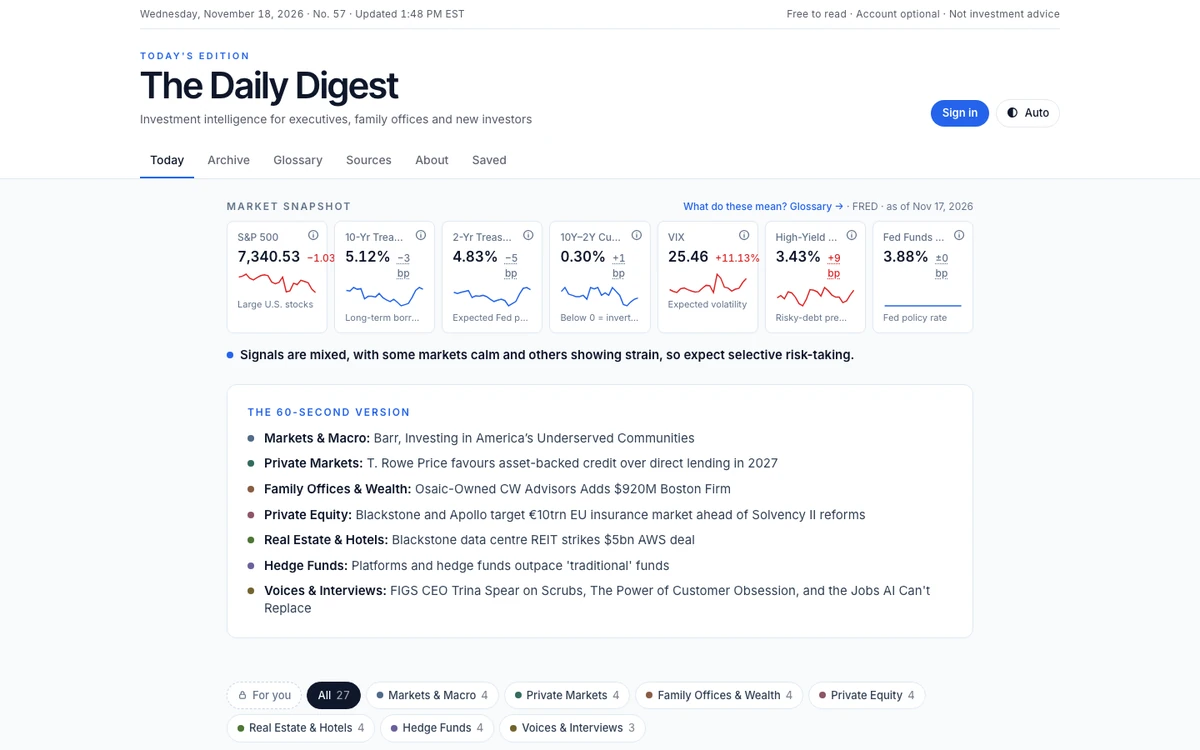 Wednesday, November 18, 2026 · No. 57 · Updated 1:48 PM EST
Free to read · Account optional · Not investment advice
TODAY'S EDITION
The Daily Digest
Investment intelligence for executives, family offices and new investors
Sign in
Auto
Today Archive Glossary Sources About Saved
MARKET SNAPSHOT
What do these mean? Glossary → · FRED · as of Nov 17, 2026
S&P 500
7,340.53 −1.03
Large U.S. stocks
10-Yr Trea...
5.12% −3 bp
Long-term borr...
2-Yr Treas...
4.83% −5 bp
Expected Fed p...
10Y–2Y Cu...
0.30% +1 bp
Below 0 = invert...
VIX
25.46 +11.13%
Expected volatility
High-Yield ...
3.43% +9 bp
Risky-debt pre...
Fed Funds ...
3.88% ±0 bp
Fed policy rate
Signals are mixed, with some markets calm and others showing strain, so expect selective risk-taking.
THE 60-SECOND VERSION
Markets & Macro: Barr, Investing in America's Underserved Communities
Private Markets: T. Rowe Price favours asset-backed credit over direct lending in 2027
Family Offices & Wealth: Osaic-Owned CW Advisors Adds $920M Boston Firm
Private Equity: Blackstone and Apollo target €10trn EU insurance market ahead of Solvency II reforms
Real Estate & Hotels: Blackstone data centre REIT strikes $5bn AWS deal
Hedge Funds: Platforms and hedge funds outpace 'traditional' funds
Voices & Interviews: FIGS CEO Trina Spear on Scrubs, The Power of Customer Obsession, and the Jobs AI Can't
Replace
For you All 27 Markets & Macro 4 Private Markets 4 Family Offices & Wealth 4 Private Equity 4
Real Estate & Hotels 4 Hedge Funds 4 Voices & Interviews 3